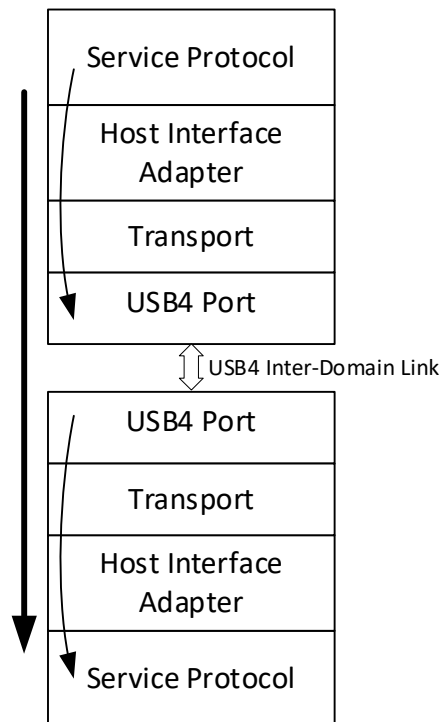 Service Protocol
Host Interface
Adapter
Transport
USB4 Port
USB4 Inter-Domain Link
USB4 Port
Transport
Host Interface
Adapter
Service Protocol